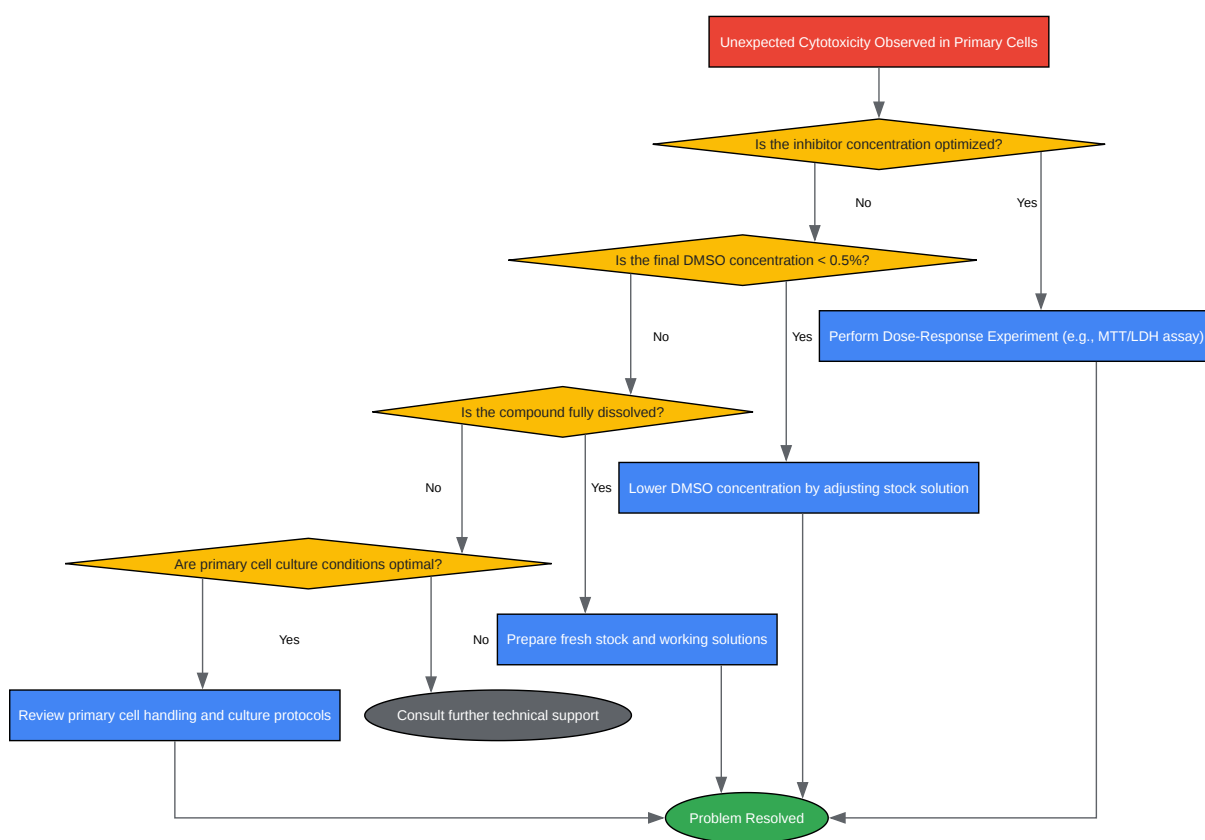 Unexpected Cytotoxicity Observed in Primary Cells
Is the inhibitor concentration optimized?
No
Yes
Is the final DMSO concentration < 0.5%?
No
Yes
Perform Dose-Response Experiment (e.g., MTT/LDH assay)
Is the compound fully dissolved?
No
Yes
Lower DMSO concentration by adjusting stock solution
Are primary cell culture conditions optimal?
Yes
No
Prepare fresh stock and working solutions
Review primary cell handling and culture protocols
Consult further technical support
Problem Resolved